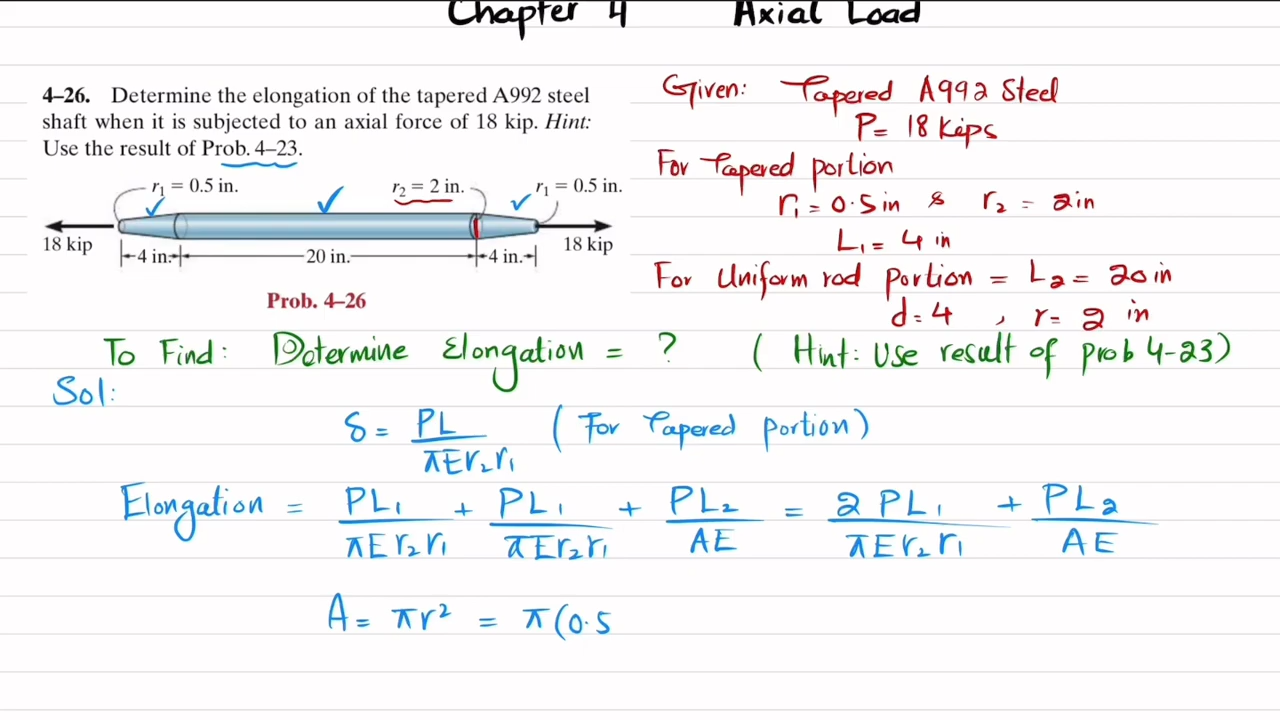 Chapter 4 Axial Load
4–26. Determine the elongation of the tapered A992 steel
shaft when it is subjected to an axial force of 18 kip. Hint:
Use the result of Prob. 4–23.
r₁ = 0.5 in. r₂ = 2 in. r₁ = 0.5 in.
18 kip 18 kip
4 in. 20 in. 4 in.
Prob. 4–26
Given: Tapered A992 Steel
P= 18 Kips
For Tapered portion
r₁ = 0.5 in & r₂ = 2 in
L₁ = 4 in
For Uniform rod portion = L₂ = 20 in
d= 4 , r= 2 in
To Find: Determine Elongation = ? (Hint: Use result of prob 4-23)
Sol:
δ = PL / πEr₂r₁ (For Tapered portion)
Elongation = PL₁ / πEr₂r₁ + PL₁ / πEr₂r₁ + PL₂ / AE = 2PL₁ / πEr₂r₁ + PL₂ / AE
A = πr² = π(0.5